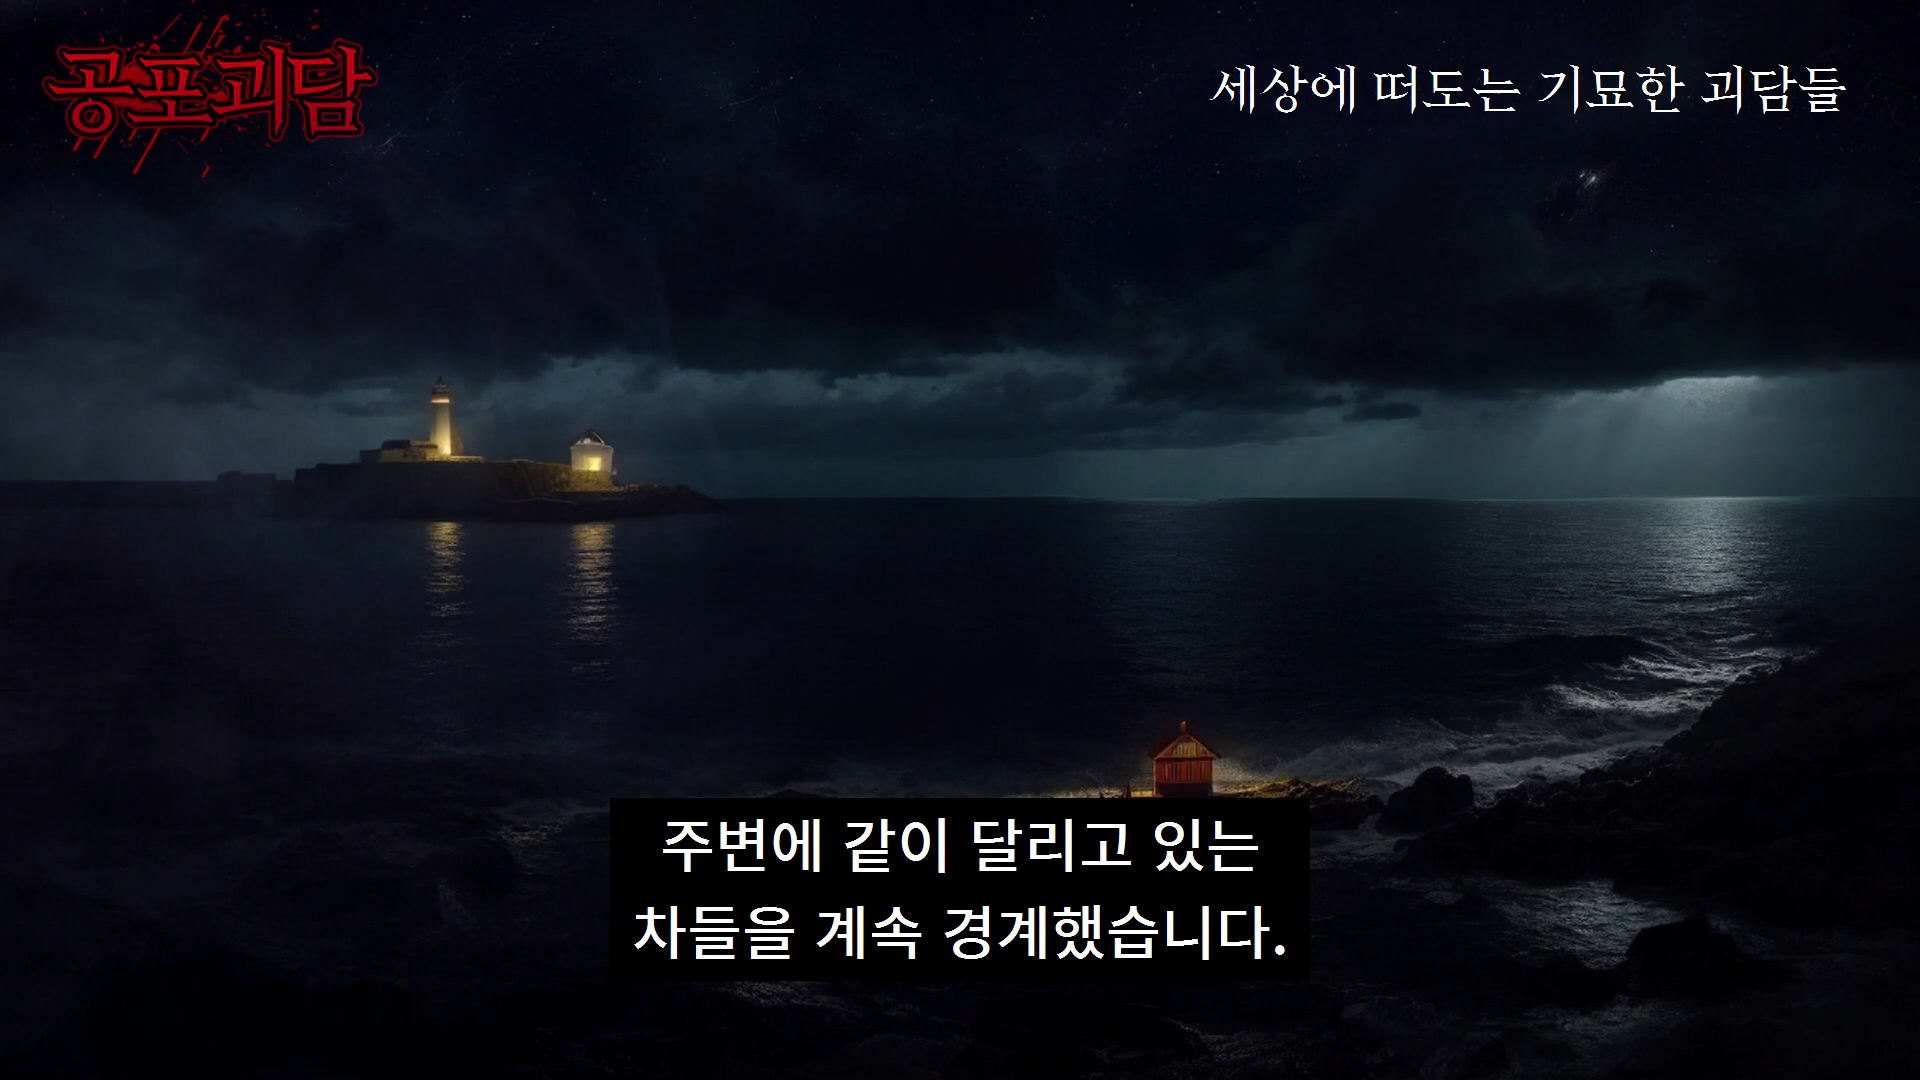 공포괴담
세상에 떠도는 기묘한 괴담들
주변에 같이 달리고 있는
차들을 계속 경계했습니다.